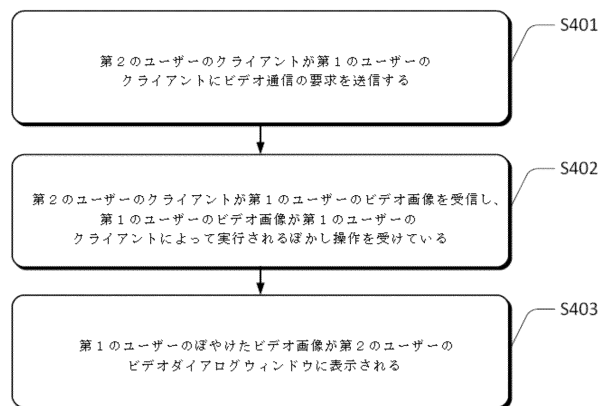 第２のユーザーのクライアントが第１のユーザーの
クライアントにビデオ通信の要求を送信する
S401
第２のユーザーのクライアントが第１のユーザーのビデオ画像を受信し、
第１のユーザーのビデオ画像が第１のユーザーの
クライアントによって実行されるぼかし操作を受けている
S402
第１のユーザーのぼやけたビデオ画像が第２のユーザーの
ビデオダイアログウィンドウに表示される
S403